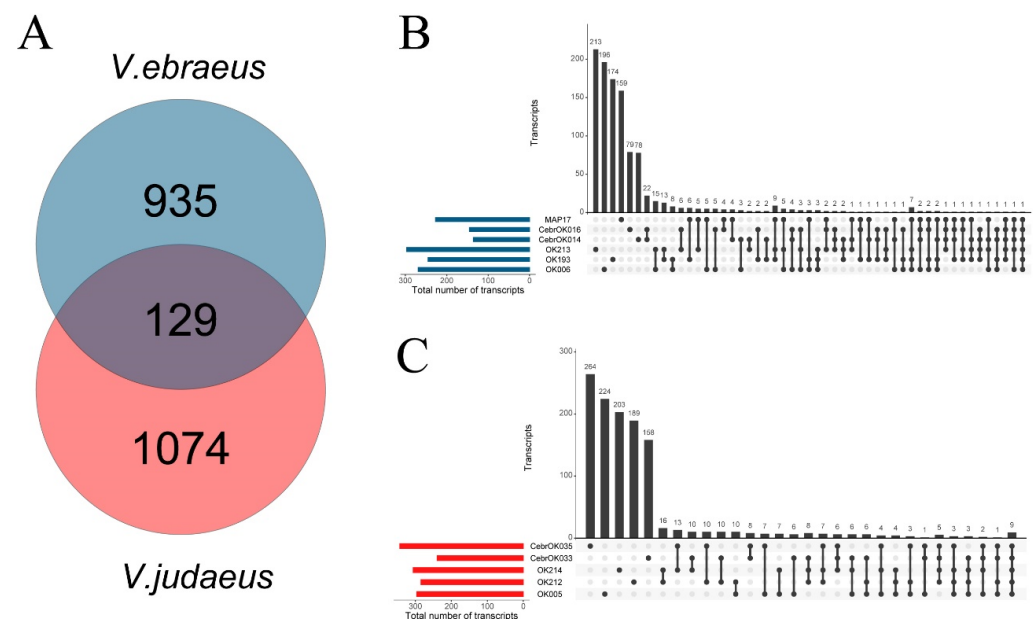 A
V.ebraeus
935
129
1074
V.judaeus
B
Transcripts
200
150
100
50
0
213 196 174 159 79 78 22 15 13 8 6 6 5 5 5 4 4 3 2 2 2 9 5 4 3 3 3 2 2 2 2 1 1 1 1 1 1 7 2 2 2 1 1 1 1 1 1 1 1 1 1
MAP17
CebrOK016
CebrOK014
OK213
OK193
OK006
300 200 100 0
Total number of transcripts
C
Transcripts
300
200
100
0
264 224 203 189 158 16 13 10 10 10 10 8 7 7 6 8 7 6 6 6 4 4 3 1 5 3 3 2 1 9
CebrOK035
CebrOK033
OK214
OK212
OK005
300 200 100 0
Total number of transcripts